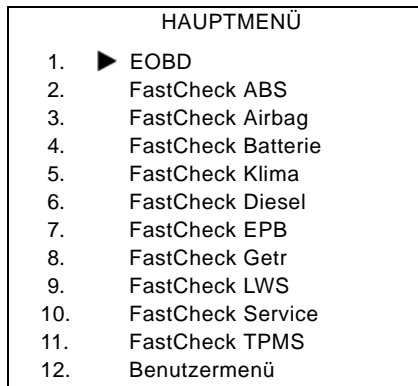 HAUPTMENÜ
1. ▶ EOBD
2. FastCheck ABS
3. FastCheck Airbag
4. FastCheck Batterie
5. FastCheck Klima
6. FastCheck Diesel
7. FastCheck EPB
8. FastCheck Getr
9. FastCheck LWS
10. FastCheck Service
11. FastCheck TPMS
12. Benutzermenü